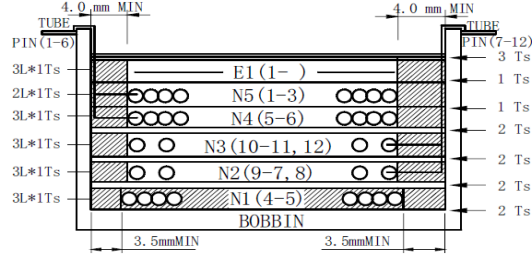 4.0 mm MIN 4.0 mm MIN
TUBE TUBE
PIN(1-6) PIN(7-12)
3 Ts
3L*1Ts E1(1- ) 1 Ts
2L*1Ts N5(1-3)
1 Ts
3L*1Ts N4(5-6)
2 Ts
3L*1Ts N3(10-11,12)
2 Ts
3L*1Ts N2(9-7,8)
2 Ts
3L*1Ts N1(4-5)
2 Ts
BOBBIN
3.5mmMIN 3.5mmMIN